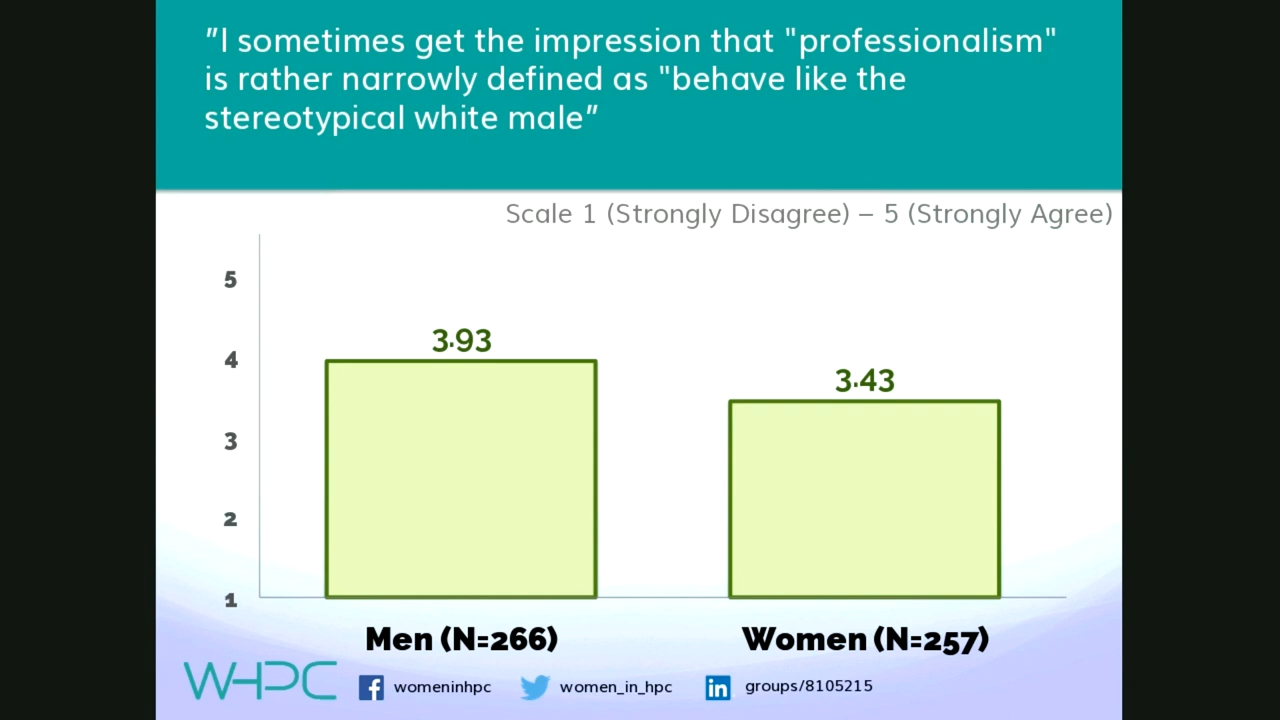 "I sometimes get the impression that "professionalism"
is rather narrowly defined as "behave like the
stereotypical white male"
Scale 1 (Strongly Disagree) – 5 (Strongly Agree)
5
4
3
2
1
3.93
3.43
Men (N=266)
Women (N=257)
WHPC
womeninhpc
women_in_hpc
in
groups/8105215